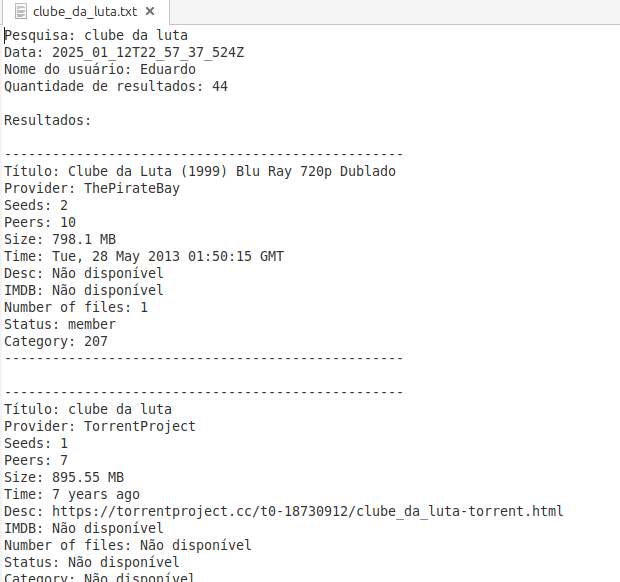 clube_da_luta.txt ✕
Pesquisa: clube da luta
Data: 2025_01_12T22_57_37_524Z
Nome do usuário: Eduardo
Quantidade de resultados: 44
Resultados:
--------------------------------------------------
Título: Clube da Luta (1999) Blu Ray 720p Dublado
Provider: ThePirateBay
Seeds: 2
Peers: 10
Size: 798.1 MB
Time: Tue, 28 May 2013 01:50:15 GMT
Desc: Não disponível
IMDB: Não disponível
Number of files: 1
Status: member
Category: 207
--------------------------------------------------
--------------------------------------------------
Título: clube da luta
Provider: TorrentProject
Seeds: 1
Peers: 7
Size: 895.55 MB
Time: 7 years ago
Desc: https://torrentproject.cc/t0-18730912/clube_da_luta-torrent.html
IMDB: Não disponível
Number of files: Não disponível
Status: Não disponível
Category: Não disponível